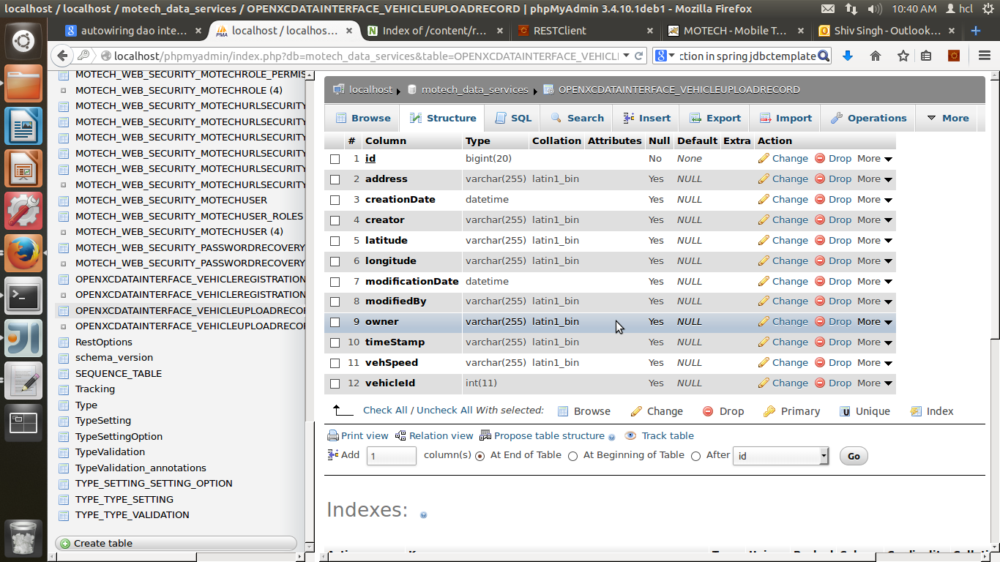 localhost / localhost / motech_data_services / OPENXCDATAINTERFACE_VEHICLEUPLOADRECORD | phpMyAdmin 3.4.10.1deb1 - Mozilla Firefox
10:40 AM hcl
autowiring dao inte...
localhost / localhos...
Index of /content/r...
RESTClient
MOTECH - Mobile T...
Shiv Singh - Outlook...
localhost/phpmyadmin/index.php?db=motech_data_services&table=OPENXCDATAINTERFACE_VEHICL
ction in spring jdbctemplate
MOTECH_WEB_SECURITY_MOTECHROLE_PERMIS
MOTECH_WEB_SECURITY_MOTECHROLE (4)
MOTECH_WEB_SECURITY_MOTECHURLSECURITY
MOTECH_WEB_SECURITY_MOTECHURLSECURITY
MOTECH_WEB_SECURITY_MOTECHURLSECURITY
MOTECH_WEB_SECURITY_MOTECHURLSECURITY
MOTECH_WEB_SECURITY_MOTECHURLSECURITY
MOTECH_WEB_SECURITY_MOTECHURLSECURITY
MOTECH_WEB_SECURITY_MOTECHUSER
MOTECH_WEB_SECURITY_MOTECHUSER_ROLES
MOTECH_WEB_SECURITY_MOTECHUSER (4)
MOTECH_WEB_SECURITY_PASSWORDRECOVERY
MOTECH_WEB_SECURITY_PASSWORDRECOVERY
OPENXCDATAINTERFACE_VEHICLEREGISTRATION
OPENXCDATAINTERFACE_VEHICLEREGISTRATION
OPENXCDATAINTERFACE_VEHICLEUPLOADRECOR
OPENXCDATAINTERFACE_VEHICLEUPLOADRECOR
RestOptions
schema_version
SEQUENCE_TABLE
Tracking
Type
TypeSetting
TypeSettingOption
TypeValidation
TypeValidation_annotations
TYPE_SETTING_SETTING_OPTION
TYPE_TYPE_SETTING
TYPE_TYPE_VALIDATION
Create table
localhost motech_data_services OPENXCDATAINTERFACE_VEHICLEUPLOADRECORD
Browse Structure SQL Search Insert Export Import Operations More
# Column Type Collation Attributes Null Default Extra Action
1 id bigint(20) No None Change Drop More
2 address varchar(255) latin1_bin Yes NULL Change Drop More
3 creationDate datetime Yes NULL Change Drop More
4 creator varchar(255) latin1_bin Yes NULL Change Drop More
5 latitude varchar(255) latin1_bin Yes NULL Change Drop More
6 longitude varchar(255) latin1_bin Yes NULL Change Drop More
7 modificationDate datetime Yes NULL Change Drop More
8 modifiedBy varchar(255) latin1_bin Yes NULL Change Drop More
9 owner varchar(255) latin1_bin Yes NULL Change Drop More
10 timeStamp varchar(255) latin1_bin Yes NULL Change Drop More
11 vehSpeed varchar(255) latin1_bin Yes NULL Change Drop More
12 vehicleId int(11) Yes NULL Change Drop More
Check All / Uncheck All With selected: Browse Change Drop Primary Unique Index
Print view Relation view Propose table structure Track table
Add 1 column(s) At End of Table At Beginning of Table After id Go
Indexes: